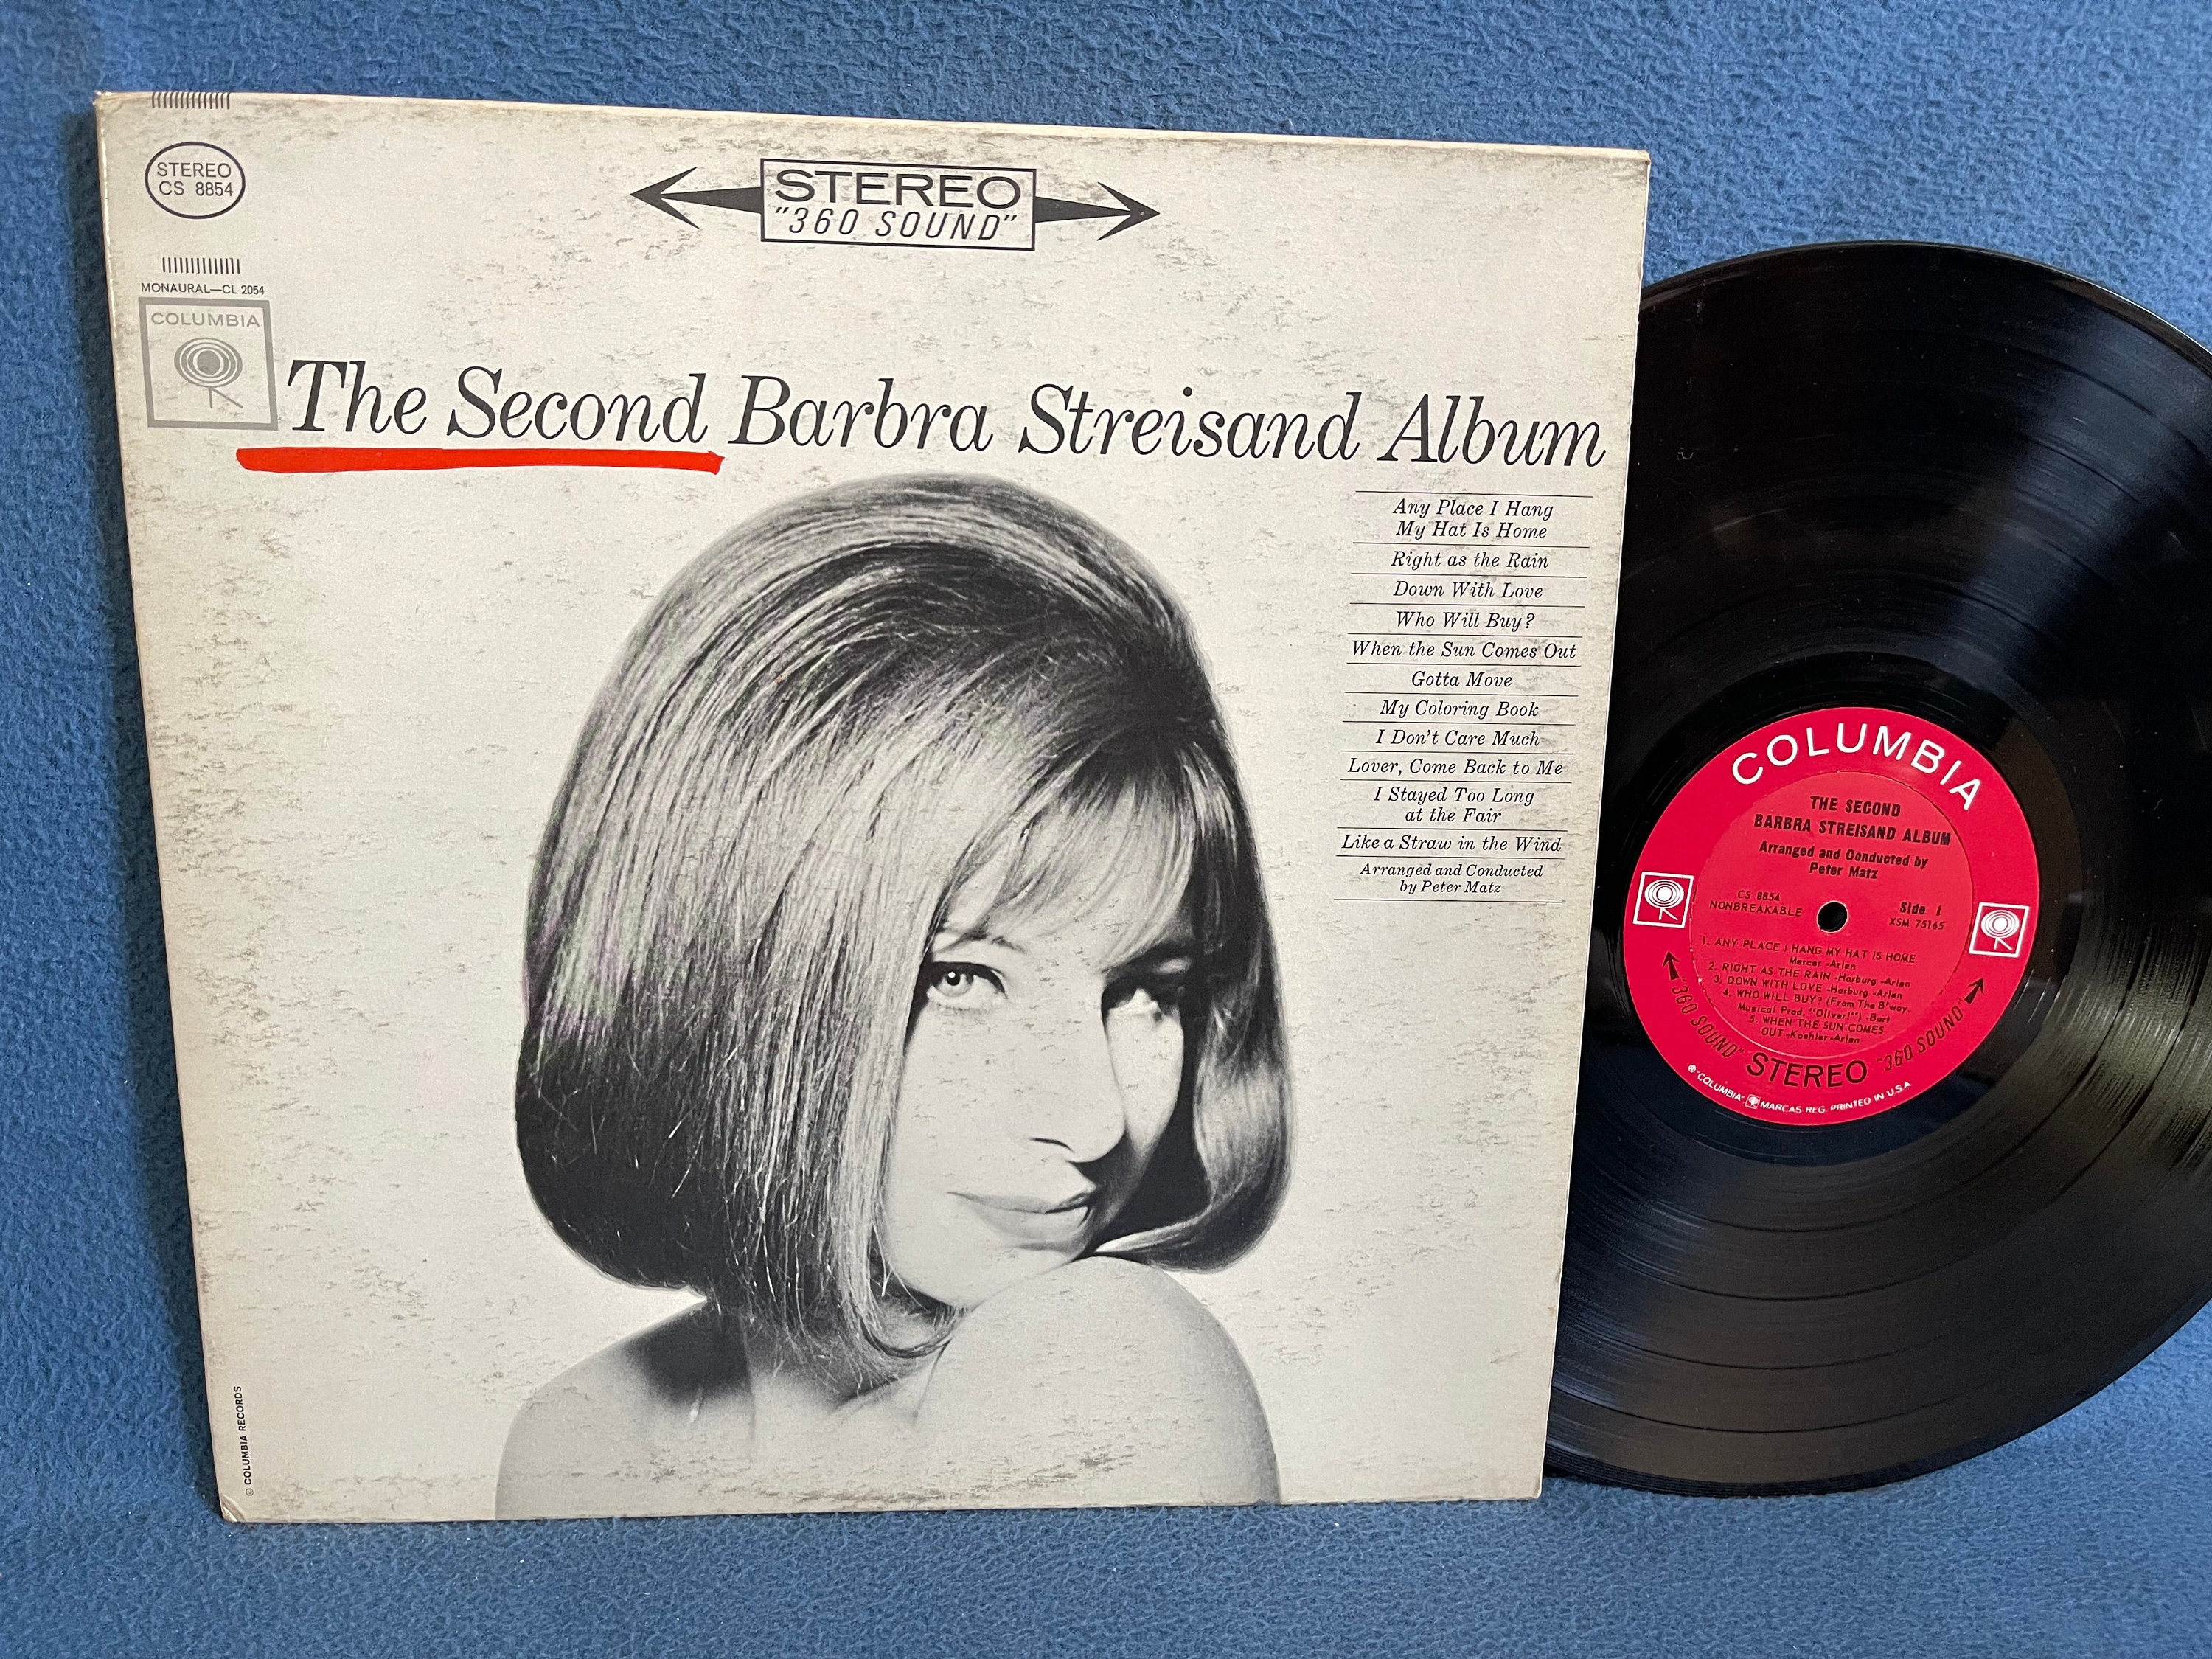 STEREO
CS 8854
STEREO
"360 SOUND"
MONAURAL—CL 2054
COLUMBIA
The Second Barbra Streisand Album
Any Place I Hang
My Hat Is Home
Right as the Rain
Down With Love
Who Will Buy?
When the Sun Comes Out
Gotta Move
My Coloring Book
I Don't Care Much
Lover, Come Back to Me
I Stayed Too Long
at the Fair
Like a Straw in the Wind
Arranged and Conducted
by Peter Matz
© COLUMBIA RECORDS
COLUMBIA
THE SECOND
BARBRA STREISAND ALBUM
Arranged and Conducted by
Peter Matz
CS 8854
NONBREAKABLE
Side 1
XSM 75165
1. ANY PLACE I HANG MY HAT IS HOME
Mercer -Arlen
2. RIGHT AS THE RAIN -Harburg -Arlen
3. DOWN WITH LOVE -Harburg -Arlen
4. WHO WILL BUY? (From The B'way.
Musical Prod. "Oliver!") -Bart
5. WHEN THE SUN COMES
OUT -Koehler -Arlen
"360 SOUND" STEREO "360 SOUND"
® "COLUMBIA" MARCAS REG. PRINTED IN U.S.A